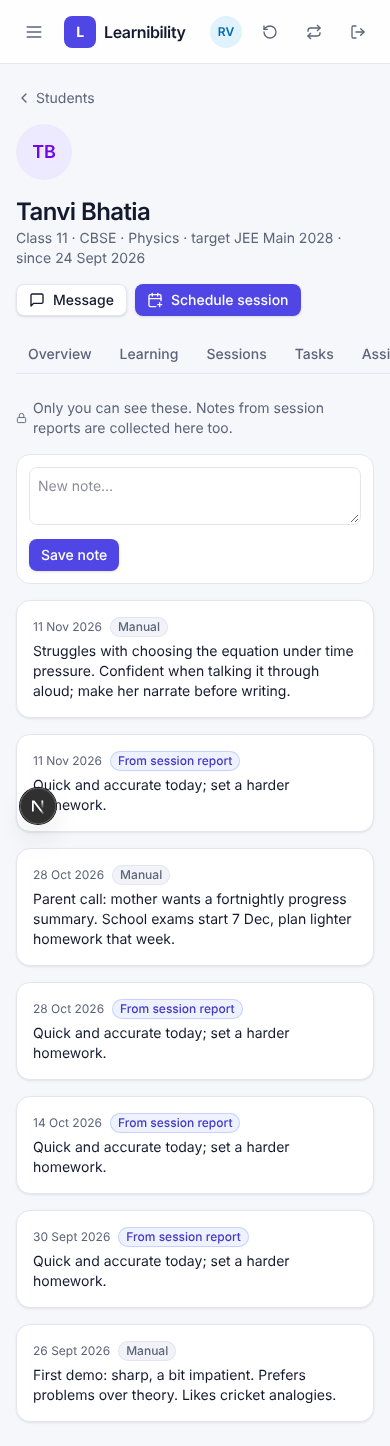 L Learnibility RV
Students
TB
Tanvi Bhatia
Class 11 · CBSE · Physics · target JEE Main 2028 ·
since 24 Sept 2026
Message Schedule session
Overview Learning Sessions Tasks Assi
Only you can see these. Notes from session
reports are collected here too.
New note...
Save note
11 Nov 2026 Manual
Struggles with choosing the equation under time
pressure. Confident when talking it through
aloud; make her narrate before writing.
11 Nov 2026 From session report
Quick and accurate today; set a harder
N
28 Oct 2026 Manual
Parent call: mother wants a fortnightly progress
summary. School exams start 7 Dec, plan lighter
homework that week.
28 Oct 2026 From session report
Quick and accurate today; set a harder
homework.
14 Oct 2026 From session report
Quick and accurate today; set a harder
homework.
30 Sept 2026 From session report
Quick and accurate today; set a harder
homework.
26 Sept 2026 Manual
First demo: sharp, a bit impatient. Prefers
problems over theory. Likes cricket analogies.